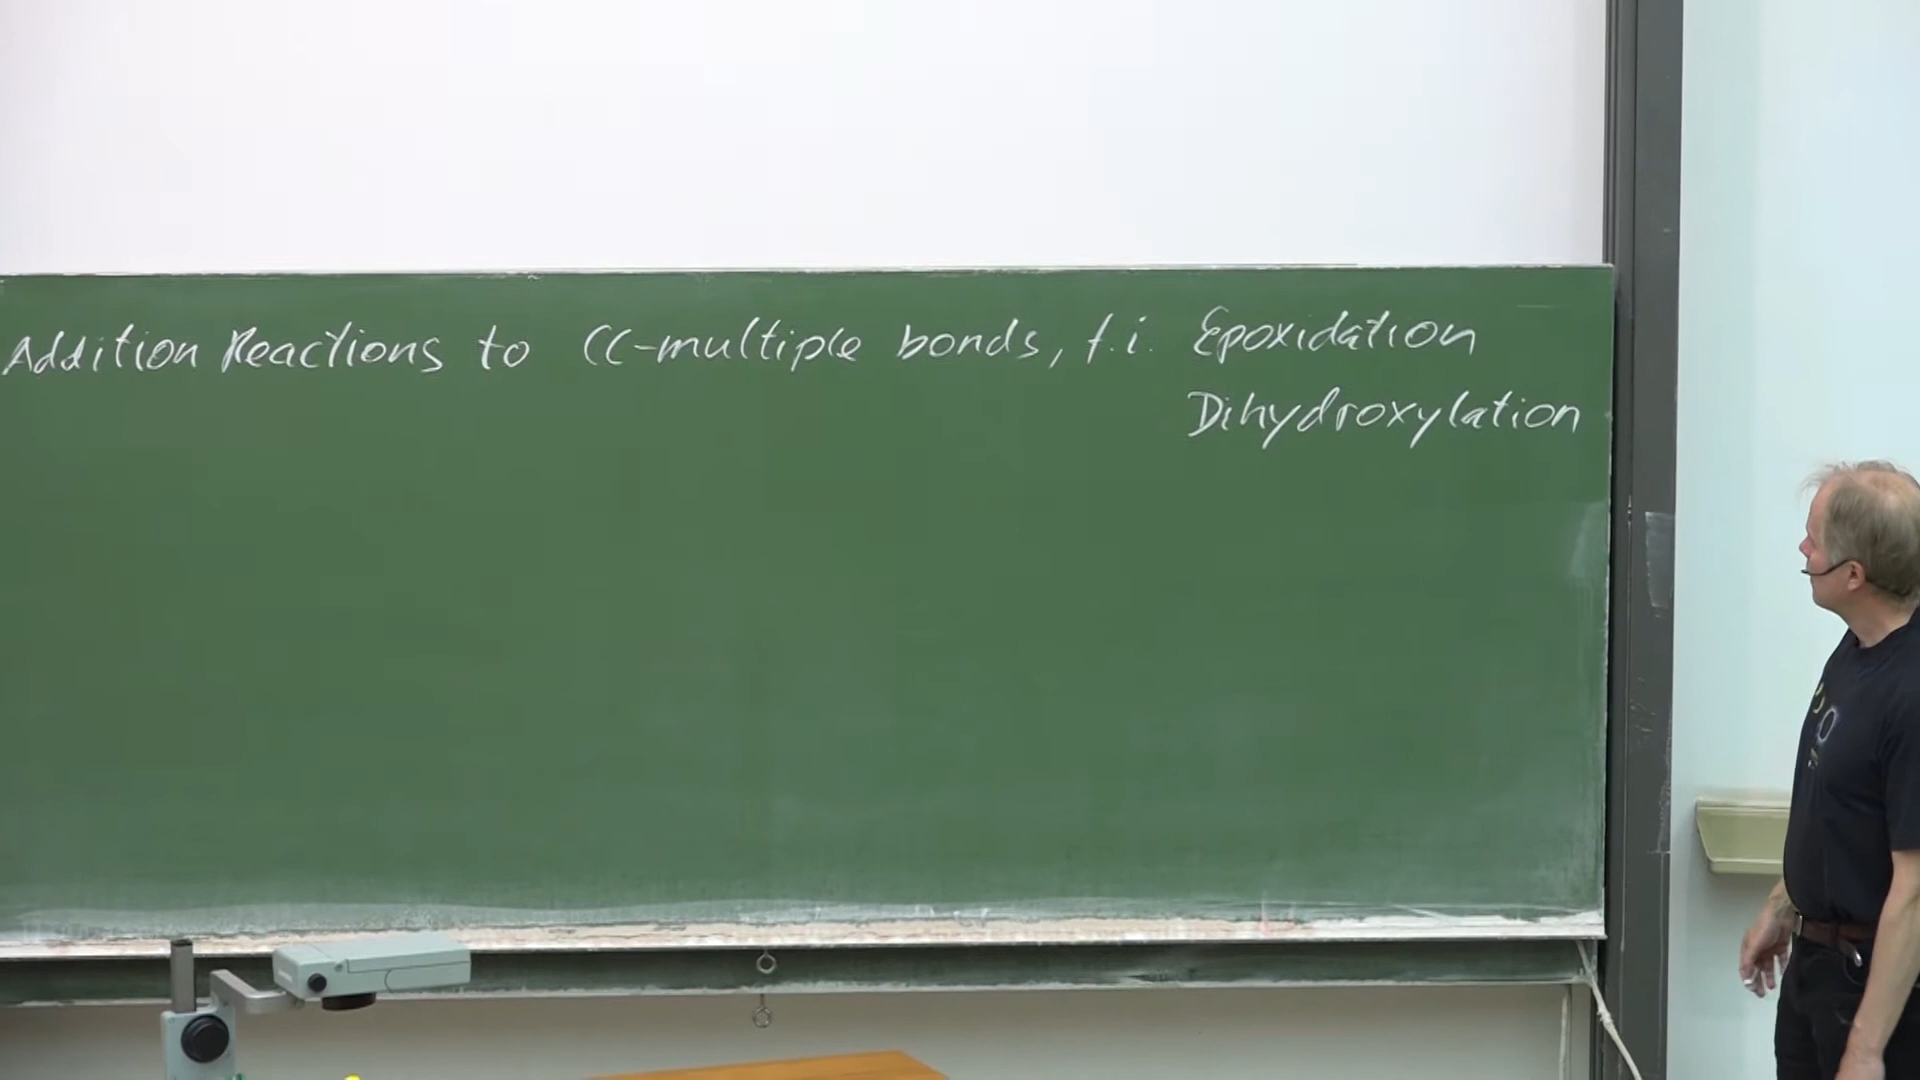 Addition Reactions to CC-multiple bonds, f.i. Epoxidation
Dihydroxylation